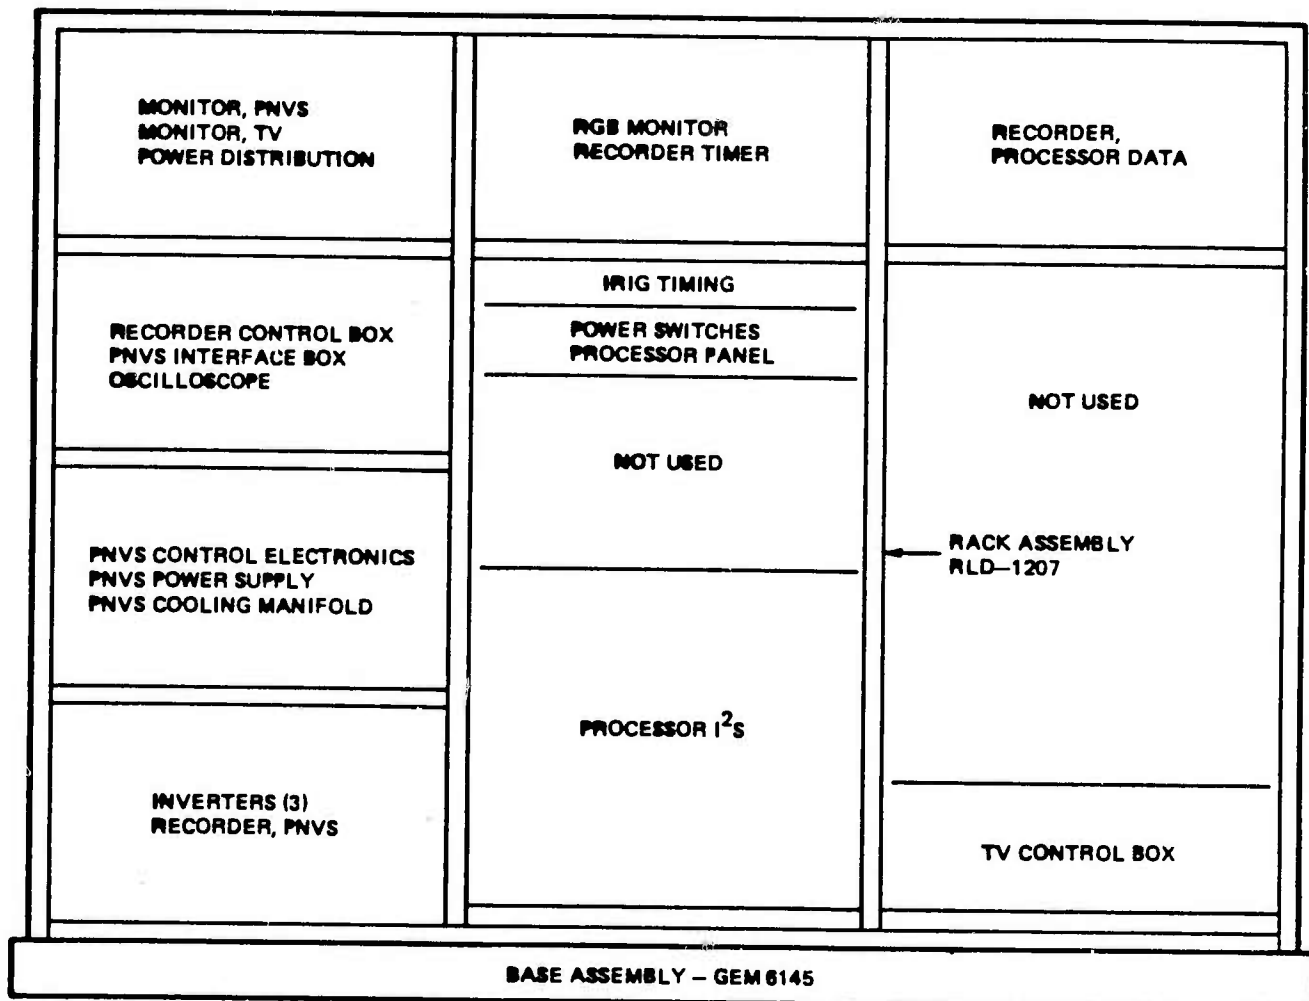 MONITOR, PNVS
MONITOR, TV
POWER DISTRIBUTION
RGB MONITOR
RECORDER TIMER
RECORDER,
PROCESSOR DATA
RECORDER CONTROL BOX
PNVS INTERFACE BOX
OSCILLOSCOPE
IRIG TIMING
POWER SWITCHES
PROCESSOR PANEL
NOT USED
NOT USED
PNVS CONTROL ELECTRONICS
PNVS POWER SUPPLY
PNVS COOLING MANIFOLD
RACK ASSEMBLY
RLD-1207
INVERTERS (3)
RECORDER, PNVS
PROCESSOR I²S
TV CONTROL BOX
BASE ASSEMBLY – GEM 6145